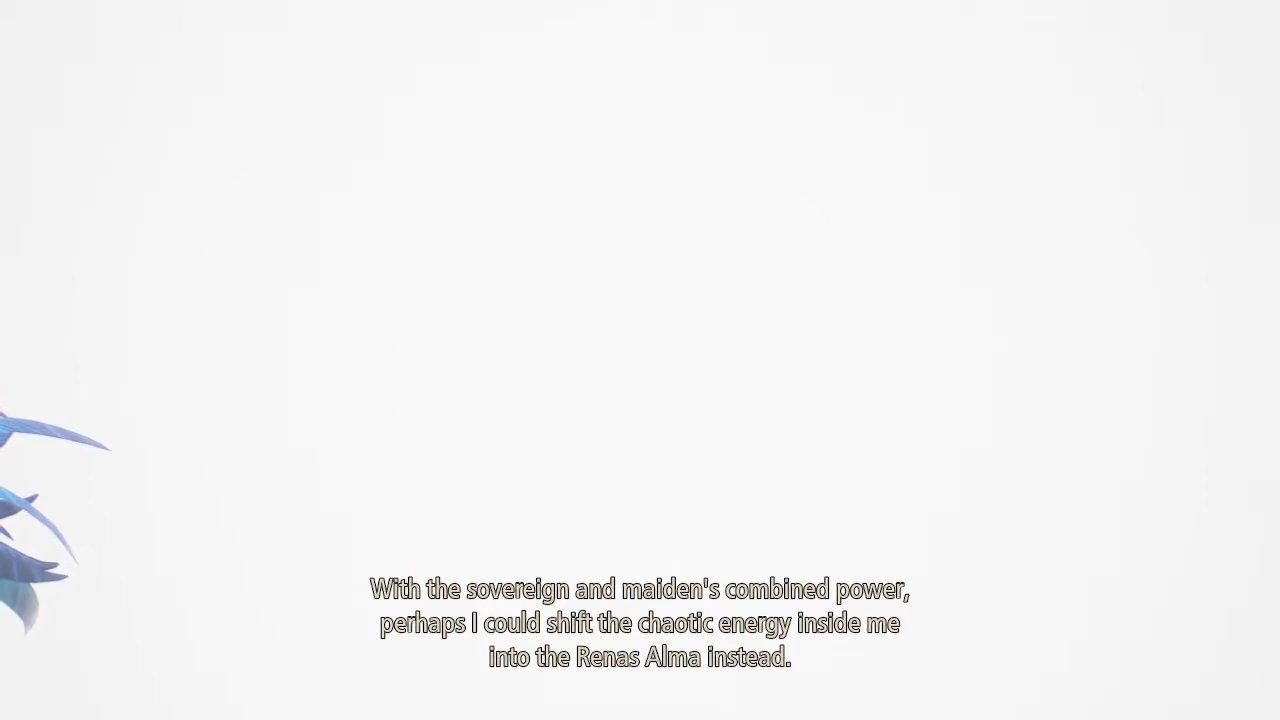 With the sovereign and maiden's combined power,
perhaps I could shift the chaotic energy inside me
into the Renas Alma instead.